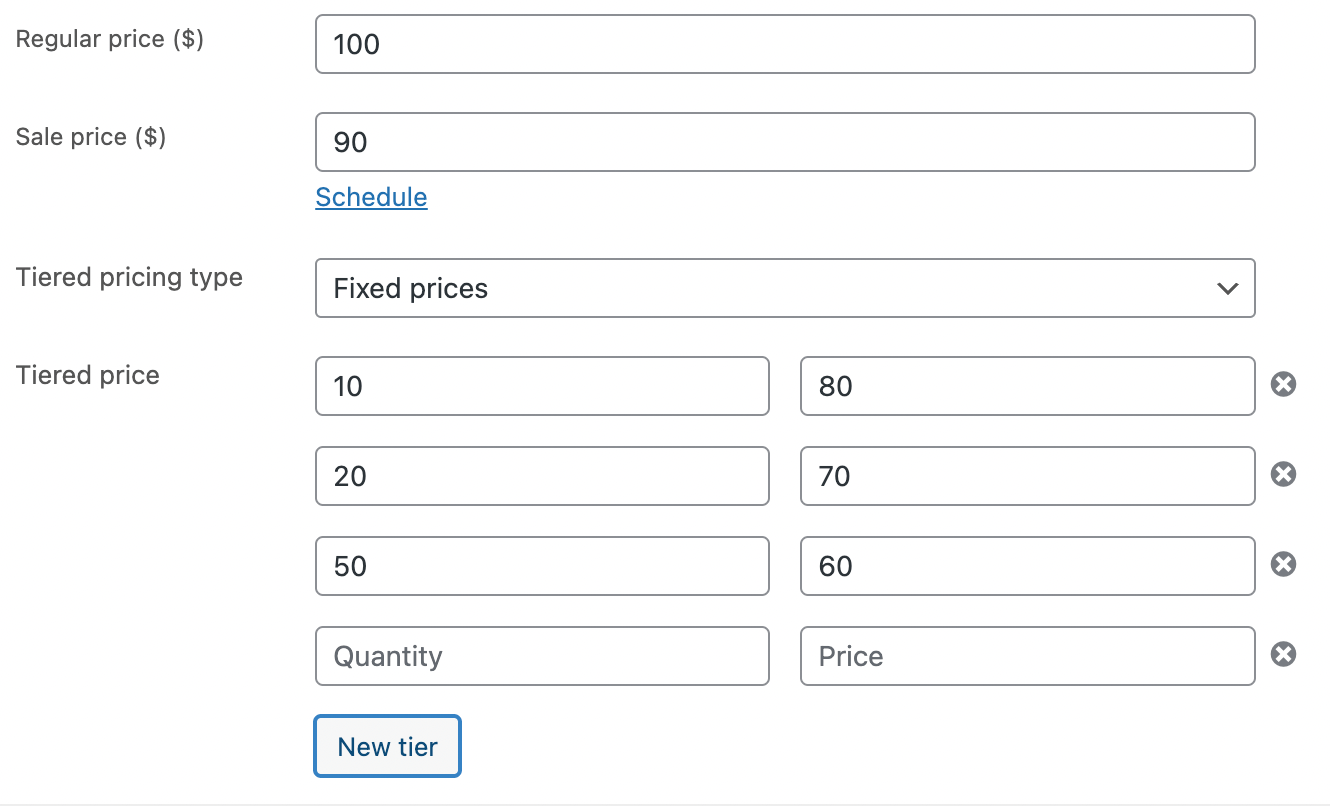 Regular price ($)
100
Sale price ($)
90
Schedule
Tiered pricing type
Fixed prices
Tiered price
10 80
20 70
50 60
Quantity Price
New tier